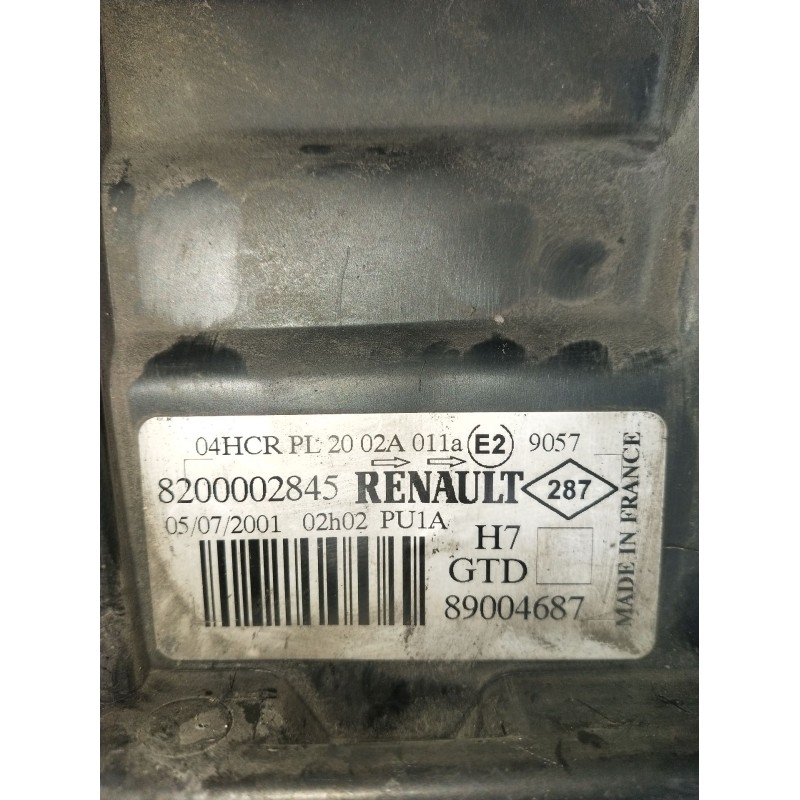 04HCR PL 20 02A 011a E2 9057
8200002845 RENAULT 287
05/07/2001 02h02 PU1A
H7
GTD
89004687
MADE IN FRANCE